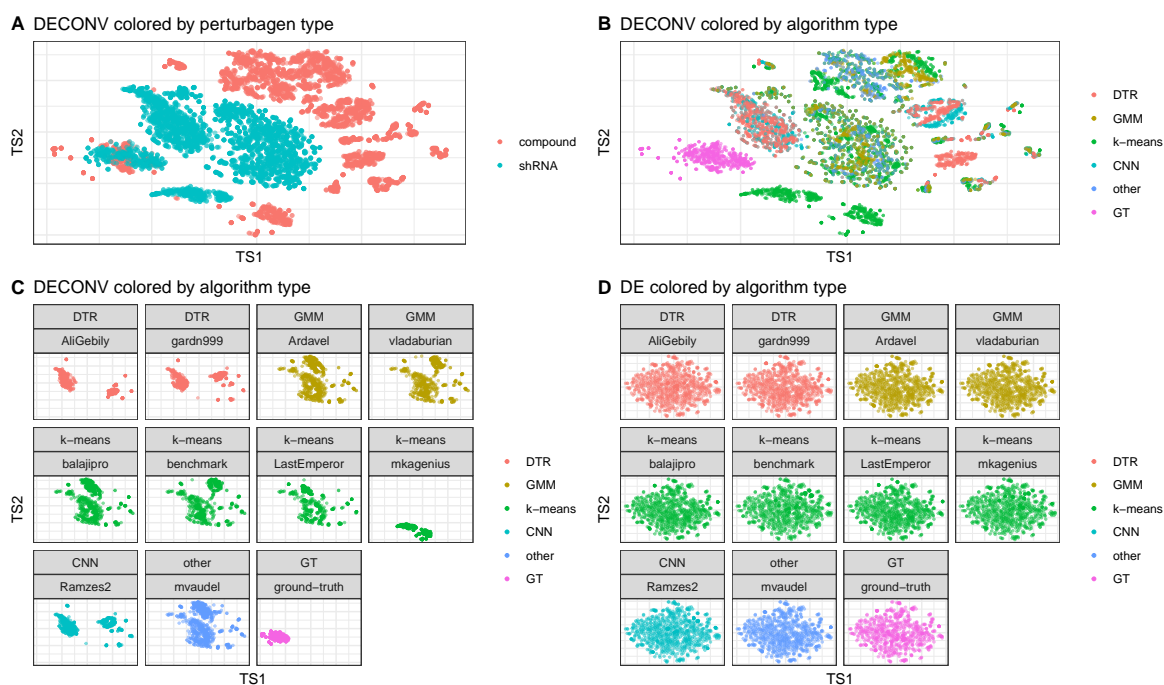 A DECONV colored by perturbagen type
TS2
TS1
compound
shRNA
B DECONV colored by algorithm type
TS2
TS1
DTR
GMM
k−means
CNN
other
GT
C DECONV colored by algorithm type
DTR DTR GMM GMM
AliGebily gardn999 Ardavel vladaburian
k−means k−means k−means k−means
balajipro benchmark LastEmperor mkagenius
CNN other GT
Ramzes2 mvaudel ground−truth
TS2
TS1
DTR
GMM
k−means
CNN
other
GT
D DE colored by algorithm type
DTR DTR GMM GMM
AliGebily gardn999 Ardavel vladaburian
k−means k−means k−means k−means
balajipro benchmark LastEmperor mkagenius
CNN other GT
Ramzes2 mvaudel ground−truth
TS2
TS1
DTR
GMM
k−means
CNN
other
GT